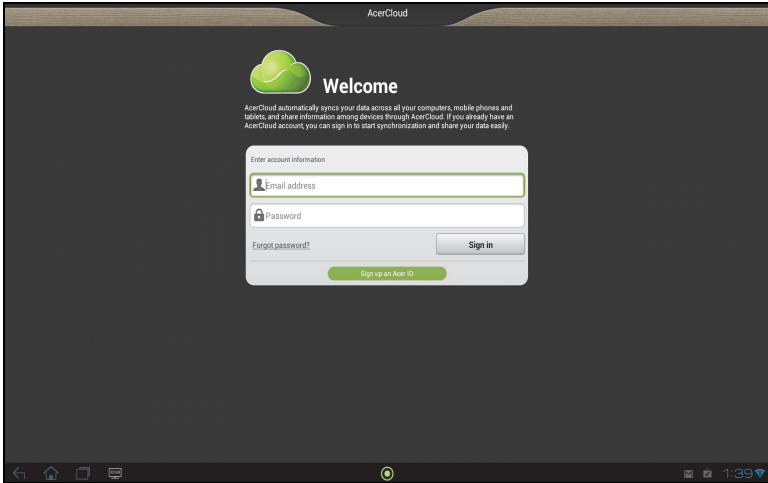 AcerCloud
Welcome
AcerCloud automatically syncs your data across all your computers, mobile phones and
tablets, and share information among devices through AcerCloud. If you already have an
AcerCloud account, you can sign in to start synchronization and share your data easily.
Enter account information
Email address
Password
Forgot password?
Sign in
Sign up an Acer ID
1:39